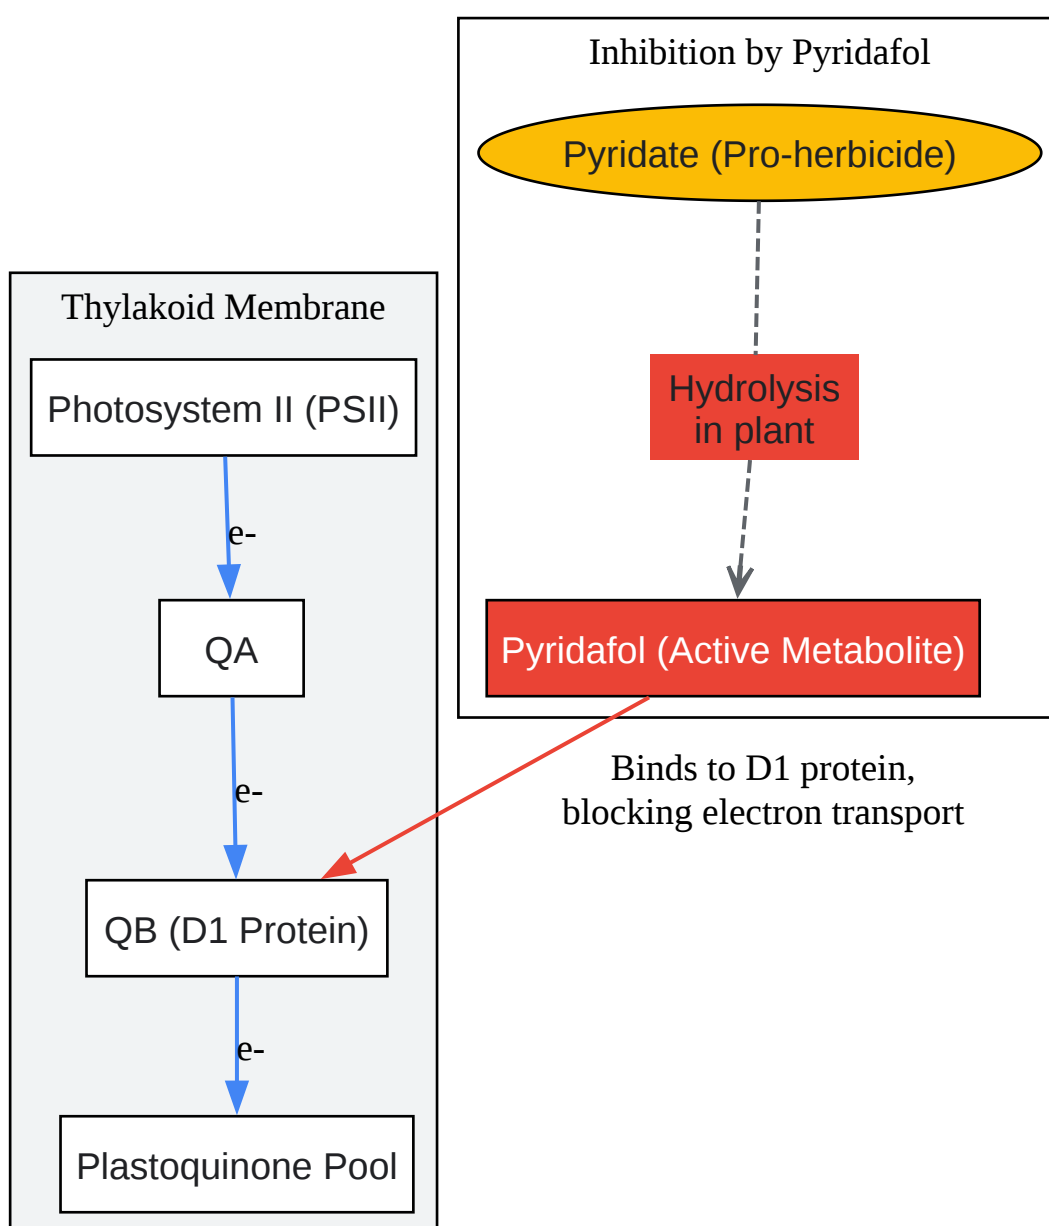 Inhibition by Pyridafol
Pyridate (Pro-herbicide)
Hydrolysis
in plant
Pyridafol (Active Metabolite)
Binds to D1 protein,
blocking electron transport
Thylakoid Membrane
Photosystem II (PSII)
e-
QA
e-
QB (D1 Protein)
e-
Plastoquinone Pool